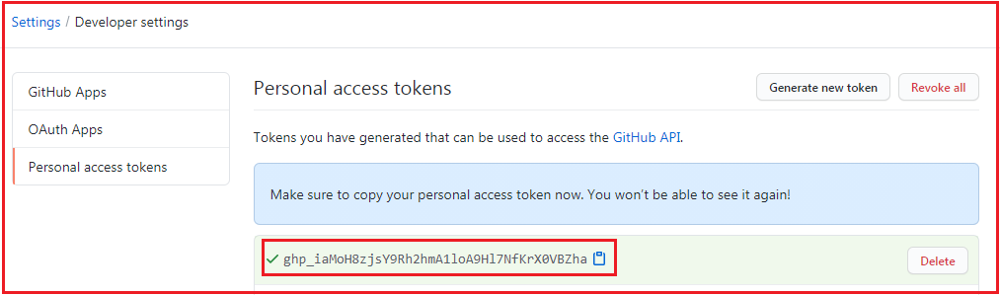 Settings / Developer settings
GitHub Apps
OAuth Apps
Personal access tokens
Personal access tokens
Generate new token
Revoke all
Tokens you have generated that can be used to access the GitHub API.
Make sure to copy your personal access token now. You won't be able to see it again!
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
Delete